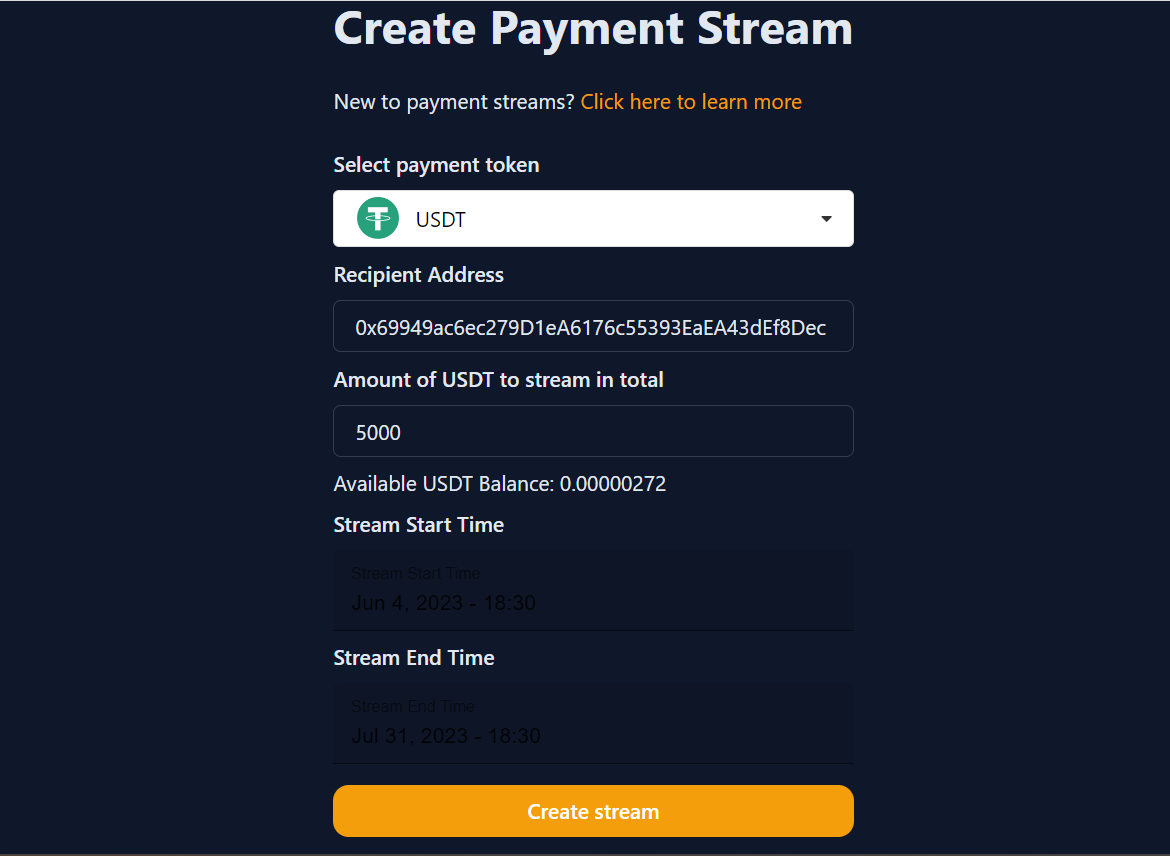 Create Payment Stream
New to payment streams? Click here to learn more
Select payment token
USDT
Recipient Address
0x69949ac6ec279D1eA6176c55393EaEA43dEf8Dec
Amount of USDT to stream in total
5000
Available USDT Balance: 0.00000272
Stream Start Time
Stream Start Time
Jun 4, 2023 - 18:30
Stream End Time
Stream End Time
Jul 31, 2023 - 18:30
Create stream